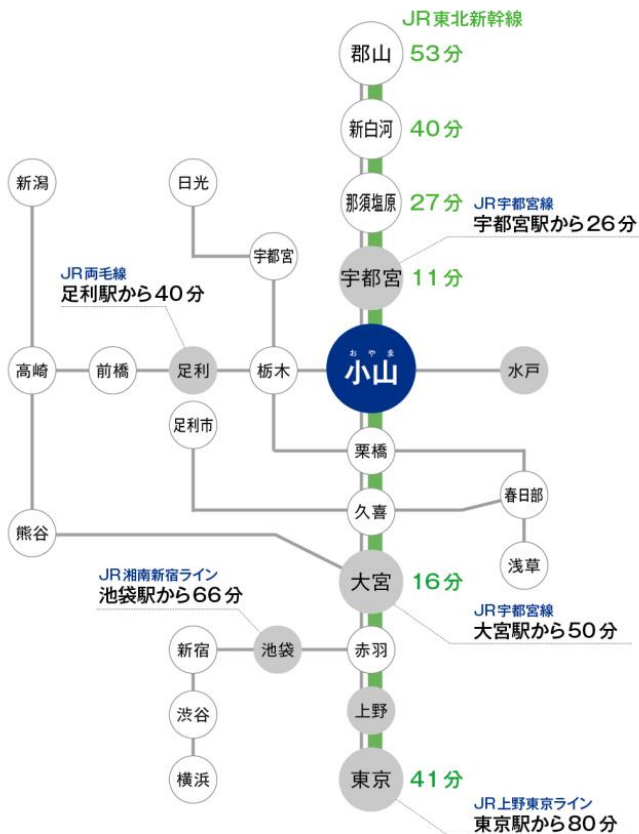 JR東北新幹線
郡山 53分
新白河 40分
新潟
日光
那須塩原 27分
JR宇都宮線
宇都宮駅から26分
宇都宮
宇都宮 11分
JR両毛線
足利駅から40分
高崎
前橋
足利
栃木
おやま
小山
水戸
足利市
栗橋
久喜
春日部
熊谷
浅草
大宮 16分
JR湘南新宿ライン
池袋駅から66分
JR宇都宮線
大宮駅から50分
新宿
池袋
赤羽
渋谷
上野
横浜
東京 41分
JR上野東京ライン
東京駅から80分